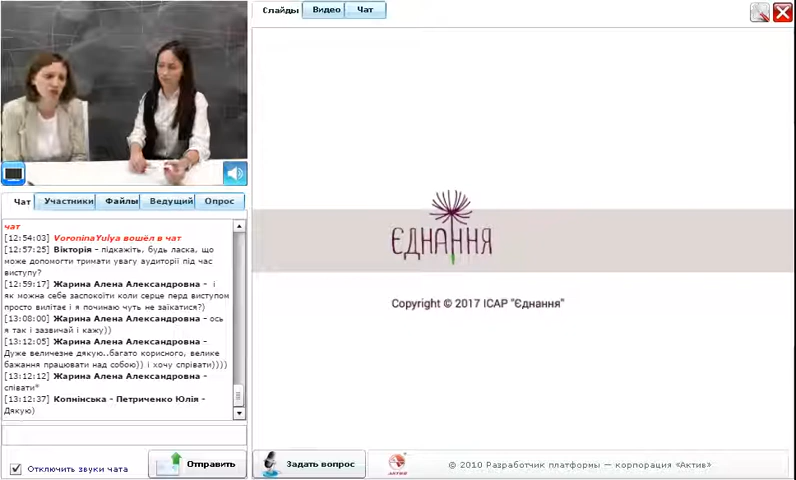 Слайды Видео Чат
Чат Участники Файлы Ведущий Опрос
чат
[12:54:03] VoroninaYulya вошёл в чат
[12:57:25] Вікторія - підкажіть, будь ласка, що
може допомогти тримати увагу аудиторії під час
виступу?
[12:59:17] Жарина Алена Александровна - і
як можна себе заспокоїти коли серце перд виступом
просто вилітає і я починаю чуть не заїкатися?)
[13:08:00] Жарина Алена Александровна - ось
я так і зазвичай і кажу))
[13:12:05] Жарина Алена Александровна -
Дуже величезне дякую..багато корисного, велике
бажання працювати над собою)) і хочу спрівати))))
[13:12:12] Жарина Алена Александровна -
співати*
[13:12:37] Копнінська - Петриченко Юлія -
Дякую)
Отключить звуки чата
Отправить
ЄДНАННЯ
Copyright © 2017 ІСАР "Єднання"
Задать вопрос
АКТИВ
© 2010 Разработчик платформы — корпорация «Актив»